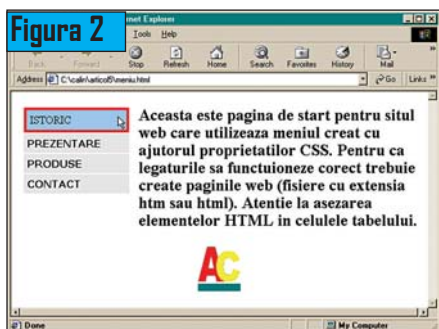 Figura 2
net Explorer
Tools Help
Back Forward Stop Refresh Home Search Favorites History Mail
Address C:\calin\articol5\meniu.html Go Links »
ISTORIC
PREZENTARE
PRODUSE
CONTACT
Aceasta este pagina de start pentru situl
web care utilizeaza meniul creat cu
ajutorul proprietatilor CSS. Pentru ca
legaturile sa functuioneze corect trebuie
create paginile web (fisiere cu extensia
htm sau html). Atentie la asezarea
elementelor HTML in celulele tabelului.
AC
Done My Computer